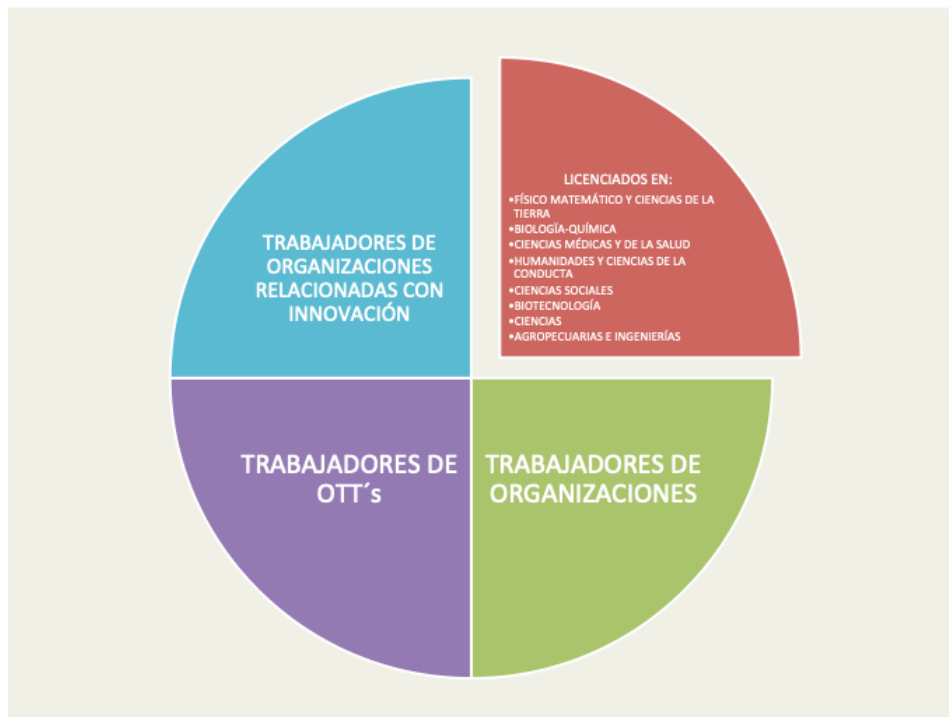 TRABAJADORES DE
ORGANIZACIONES
RELACIONADAS CON
INNOVACIÓN
LICENCIADOS EN:
•FÍSICO MATEMÁTICO Y CIENCIAS DE LA
TIERRA
•BIOLOGÏA-QUÍMICA
•CIENCIAS MÉDICAS Y DE LA SALUD
•HUMANIDADES Y CIENCIAS DE LA
CONDUCTA
•CIENCIAS SOCIALES
•BIOTECNOLOGÍA
•CIENCIAS
•AGROPECUARIAS E INGENIERÍAS
TRABAJADORES DE
OTT´s
TRABAJADORES DE
ORGANIZACIONES